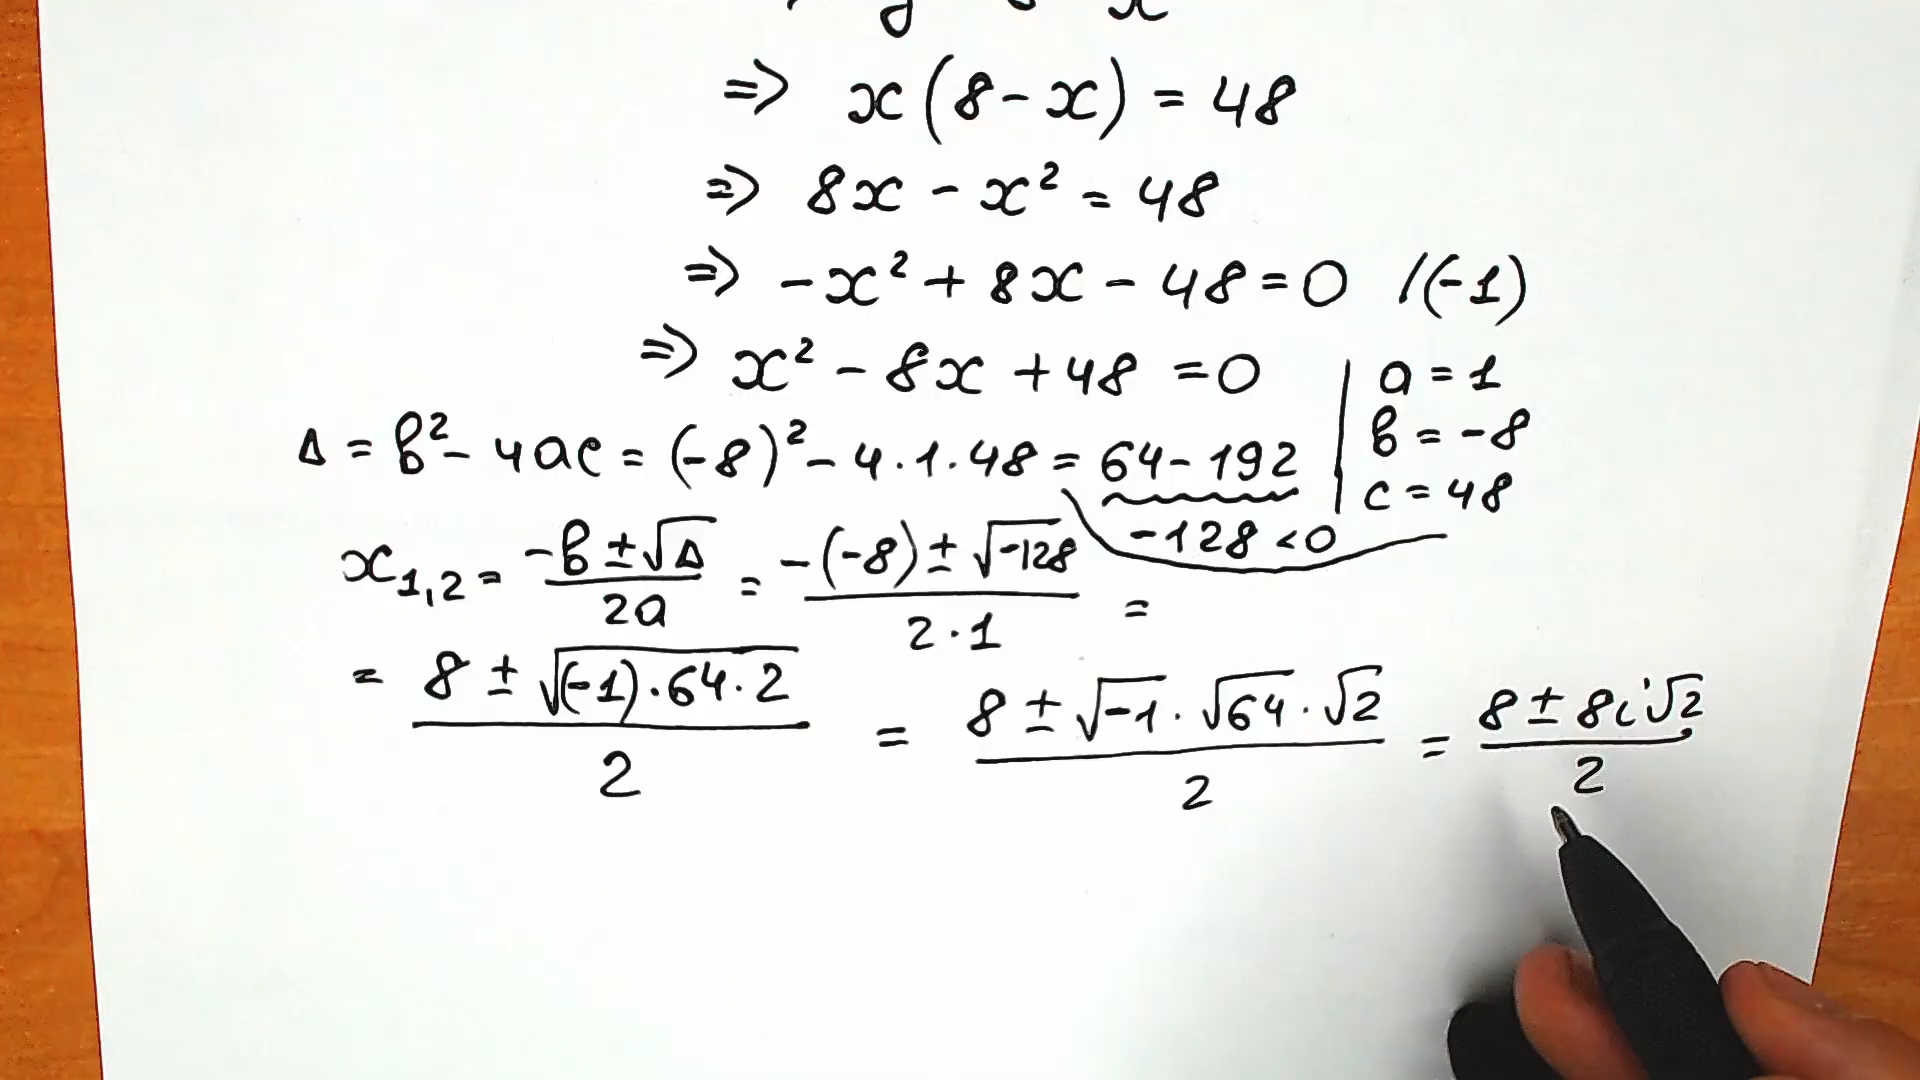 => x(8-x) = 48
=> 8x - x² = 48
=> -x² + 8x - 48 = 0 /(-1)
=> x² - 8x + 48 = 0
a = 1
b = -8
c = 48
Δ = b² - 4ac = (-8)² - 4·1·48 = 64 - 192
-128 < 0
x₁,₂ = (-b ± √Δ)/(2a) = (-(-8) ± √-128)/(2·1) =
= (8 ± √((-1)·64·2))/2 = (8 ± √-1 · √64 · √2)/2 = (8 ± 8i√2)/2